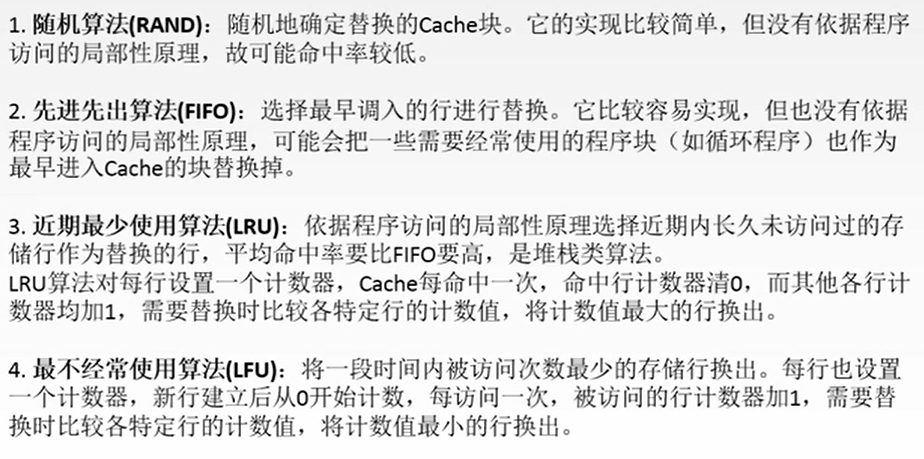 1. 随机算法(RAND)：随机地确定替换的Cache块。它的实现比较简单，但没有依据程序
访问的局部性原理，故可能命中率较低。
2. 先进先出算法(FIFO)：选择最早调入的行进行替换。它比较容易实现，但也没有依据
程序访问的局部性原理，可能会把一些需要经常使用的程序块（如循环程序）也作为
最早进入Cache的块替换掉。
3. 近期最少使用算法(LRU)：依据程序访问的局部性原理选择近期内长久未访问过的存
储行作为替换的行，平均命中率要比FIFO要高，是堆栈类算法。
LRU算法对每行设置一个计数器，Cache每命中一次，命中行计数器清0，而其他各行计
数器均加1，需要替换时比较各特定行的计数值，将计数值最大的行换出。
4. 最不经常使用算法(LFU)：将一段时间内被访问次数最少的存储行换出。每行也设置
一个计数器，新行建立后从0开始计数，每访问一次，被访问的行计数器加1，需要替
换时比较各特定行的计数值，将计数值最小的行换出。